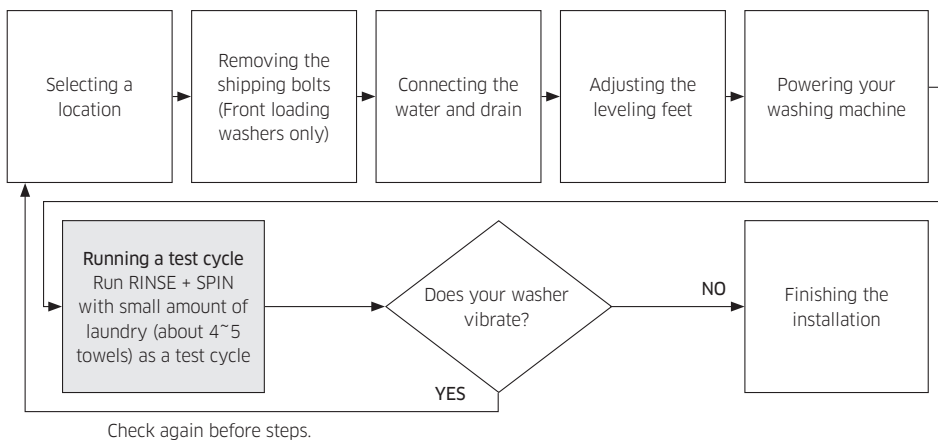 Selecting a
location
Removing the
shipping bolts
(Front loading
washers only)
Connecting the
water and drain
Adjusting the
leveling feet
Powering your
washing machine
Running a test cycle
Run RINSE + SPIN
with small amount of
laundry (about 4~5
towels) as a test cycle
Does your washer
vibrate?
NO
Finishing the
installation
YES
Check again before steps.